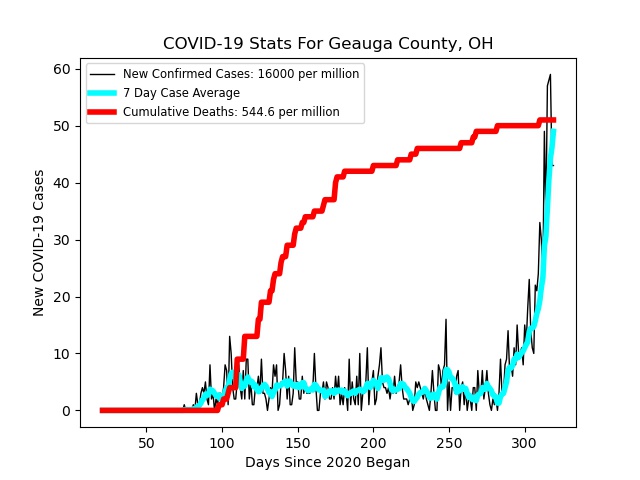 COVID-19 Stats For Geauga County, OH
New Confirmed Cases: 16000 per million
7 Day Case Average
Cumulative Deaths: 544.6 per million
New COVID-19 Cases
60
50
40
30
20
10
0
50 100 150 200 250 300
Days Since 2020 Began